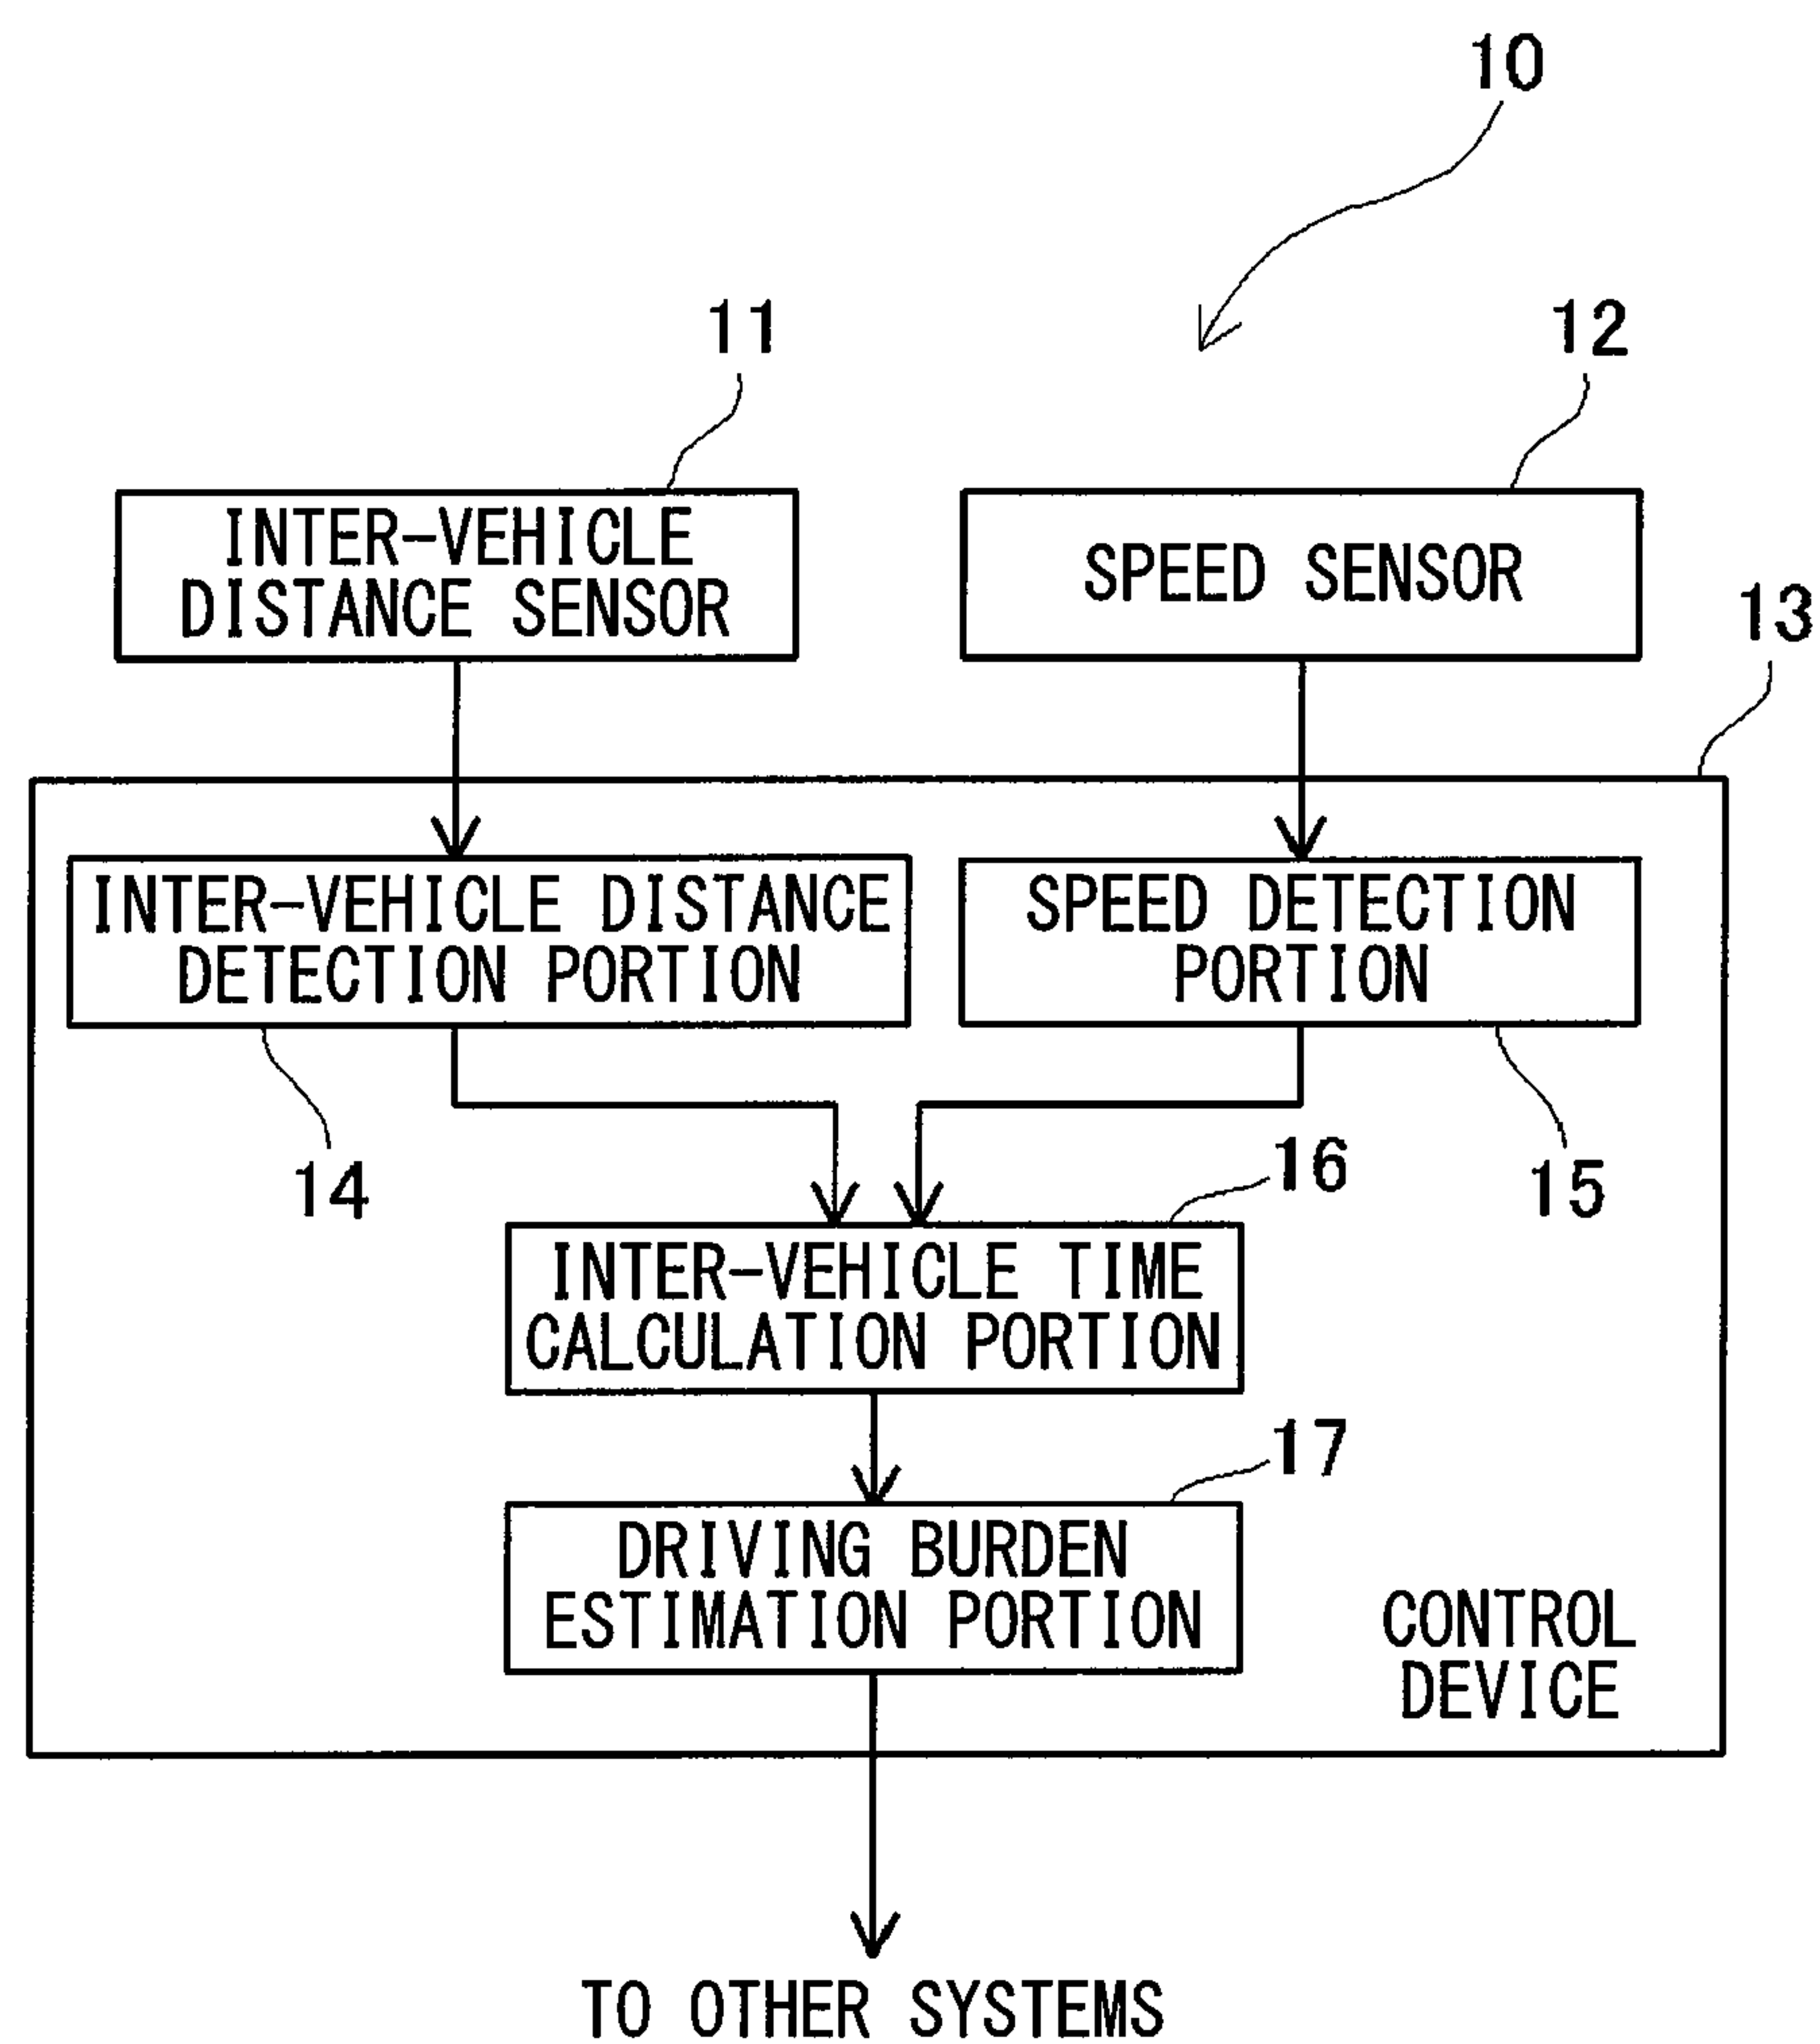 10
11
12
INTER-VEHICLE
DISTANCE SENSOR
SPEED SENSOR
13
INTER-VEHICLE DISTANCE
DETECTION PORTION
SPEED DETECTION
PORTION
14
15
16
INTER-VEHICLE TIME
CALCULATION PORTION
17
DRIVING BURDEN
ESTIMATION PORTION
CONTROL
DEVICE
TO OTHER SYSTEMS